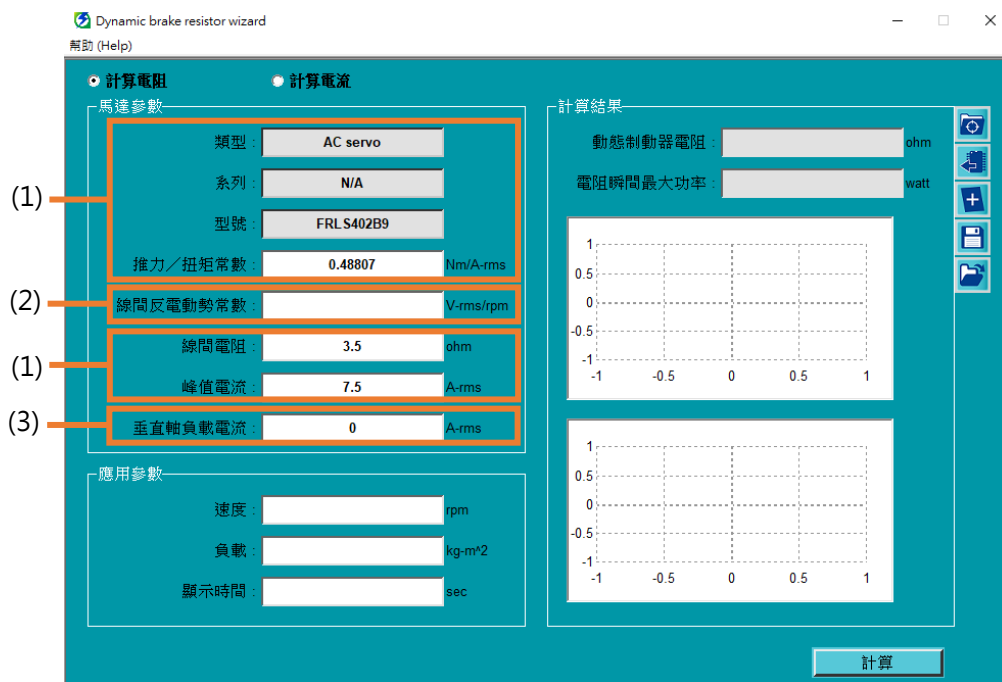 Dynamic brake resistor wizard
幫助 (Help)
計算電阻 計算電流
馬達參數
(1)
類型 : AC servo
系列 : N/A
型號 : FRLS402B9
推力／扭矩常數 : 0.48807 Nm/A-rms
(2)
線間反電動勢常數 : V-rms/rpm
(1)
線間電阻 : 3.5 ohm
峰值電流 : 7.5 A-rms
(3)
垂直軸負載電流 : 0 A-rms
應用參數
速度 : rpm
負載 : kg-m^2
顯示時間 : sec
計算結果
動態制動器電阻 : ohm
電阻瞬間最大功率 : watt
1
0.5
0
-0.5
-1
-1 -0.5 0 0.5 1
1
0.5
0
-0.5
-1
-1 -0.5 0 0.5 1
計算